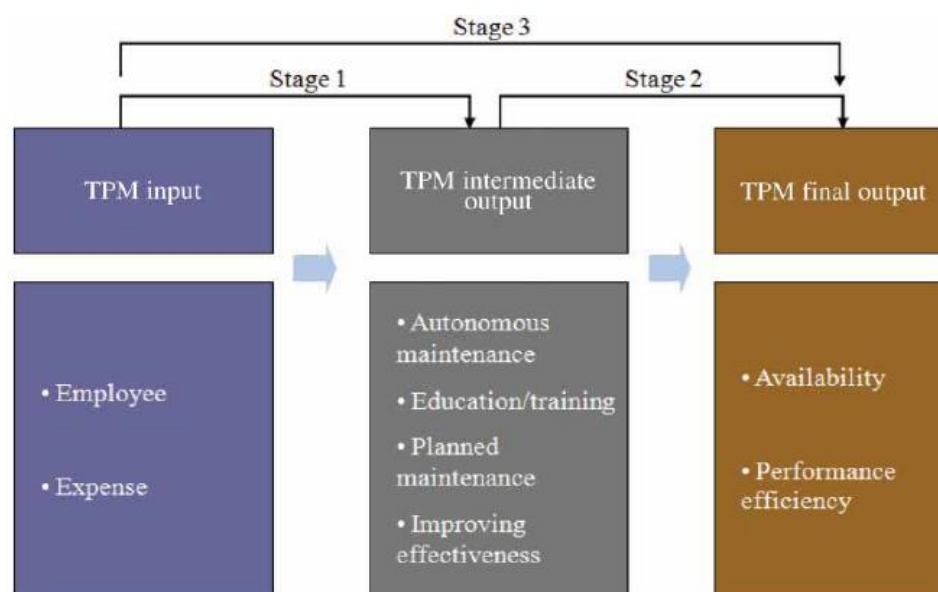 Stage 3
Stage 1
Stage 2
TPM input
TPM intermediate
output
TPM final output
• Employee
• Expense
• Autonomous
maintenance
• Education/training
• Planned
maintenance
• Improving
effectiveness
• Availability
• Performance
efficiency